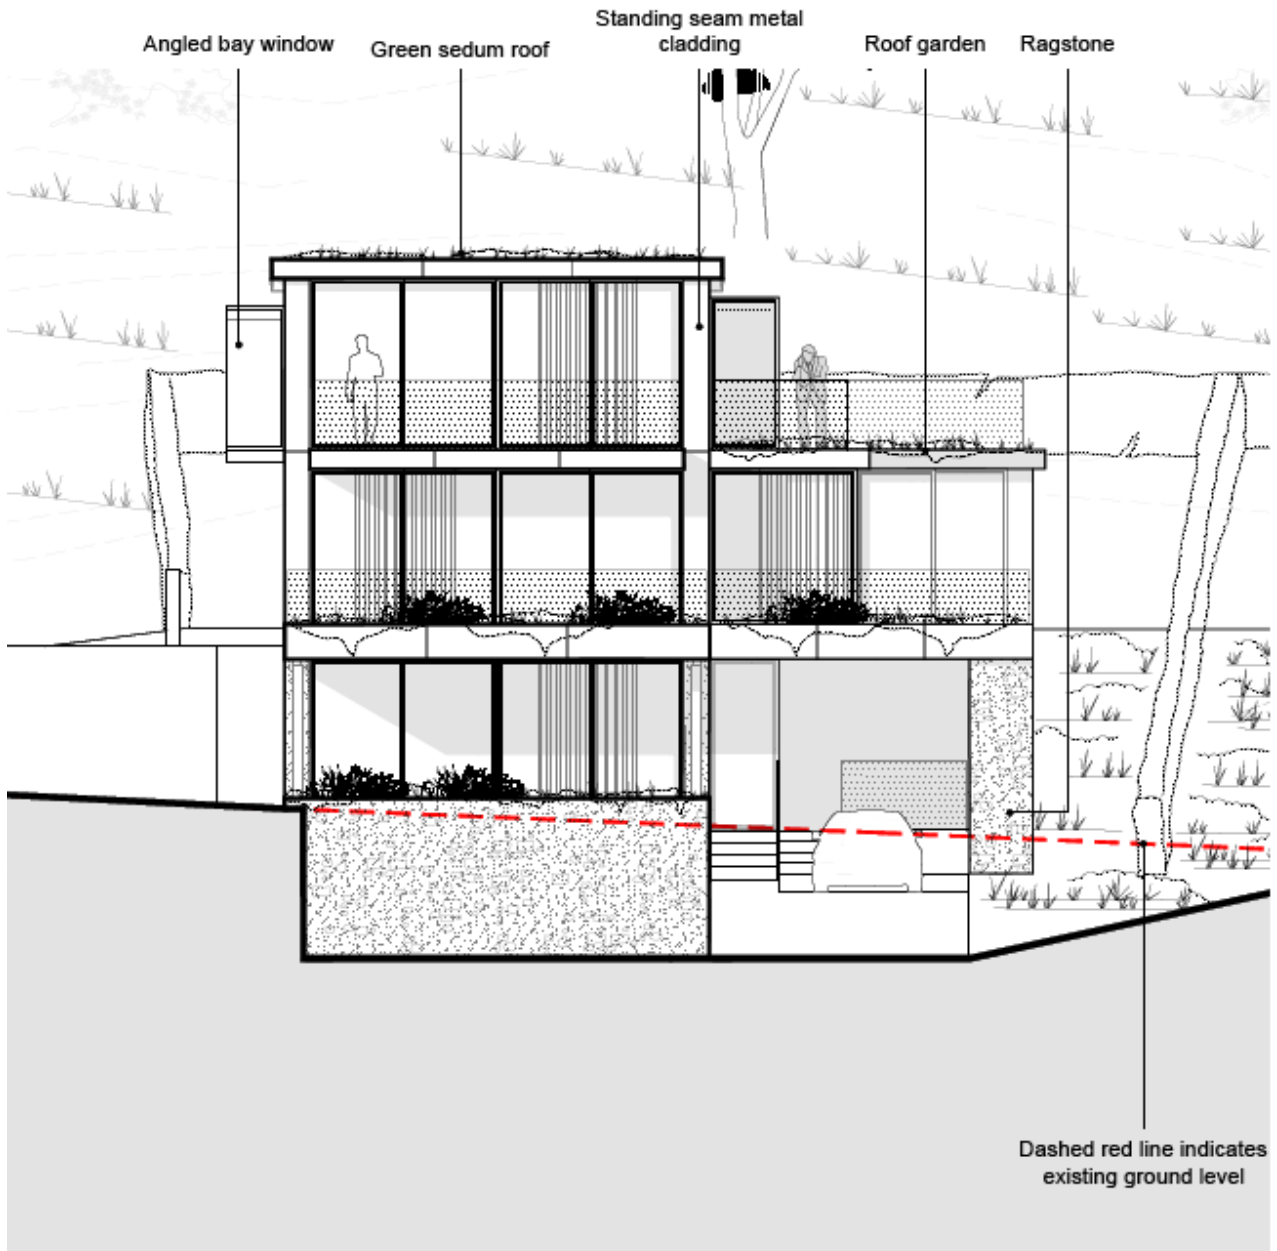 Angled bay window
Green sedum roof
Standing seam metal
cladding
Roof garden
Ragstone
Dashed red line indicates
existing ground level